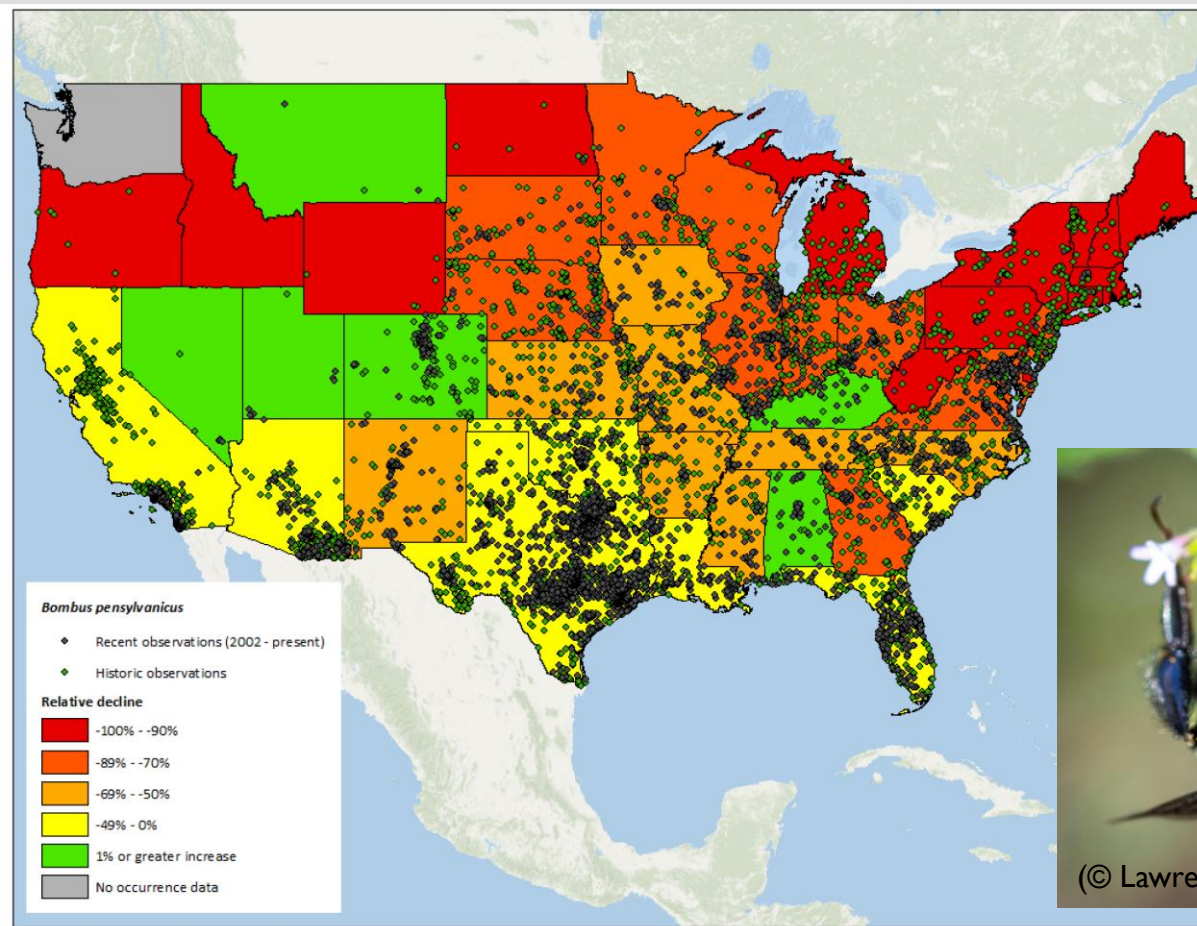 Bombus pensylvanicus
Recent observations (2002 - present)
Historic observations
Relative decline
-100% - -90%
-89% - -70%
-69% - -50%
-49% - 0%
1% or greater increase
No occurrence data
(© Lawre